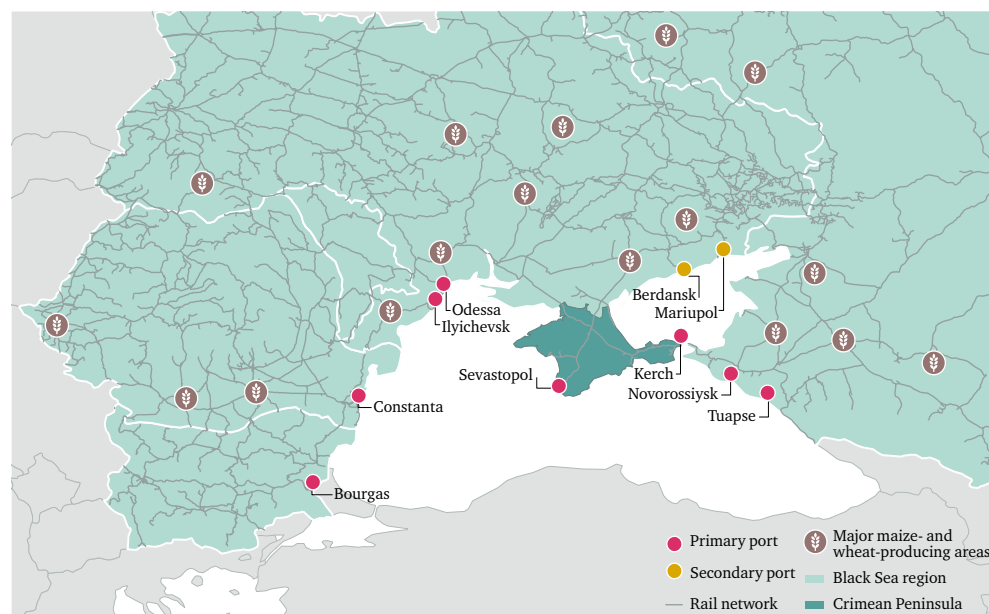 Berdansk
Mariupol
Odessa
Ilyichevsk
Sevastopol
Kerch
Novorossiysk
Constanta
Tuapse
Bourgas
Primary port
Secondary port
Rail network
Major maize- and
wheat-producing areas
Black Sea region
Crimean Peninsula